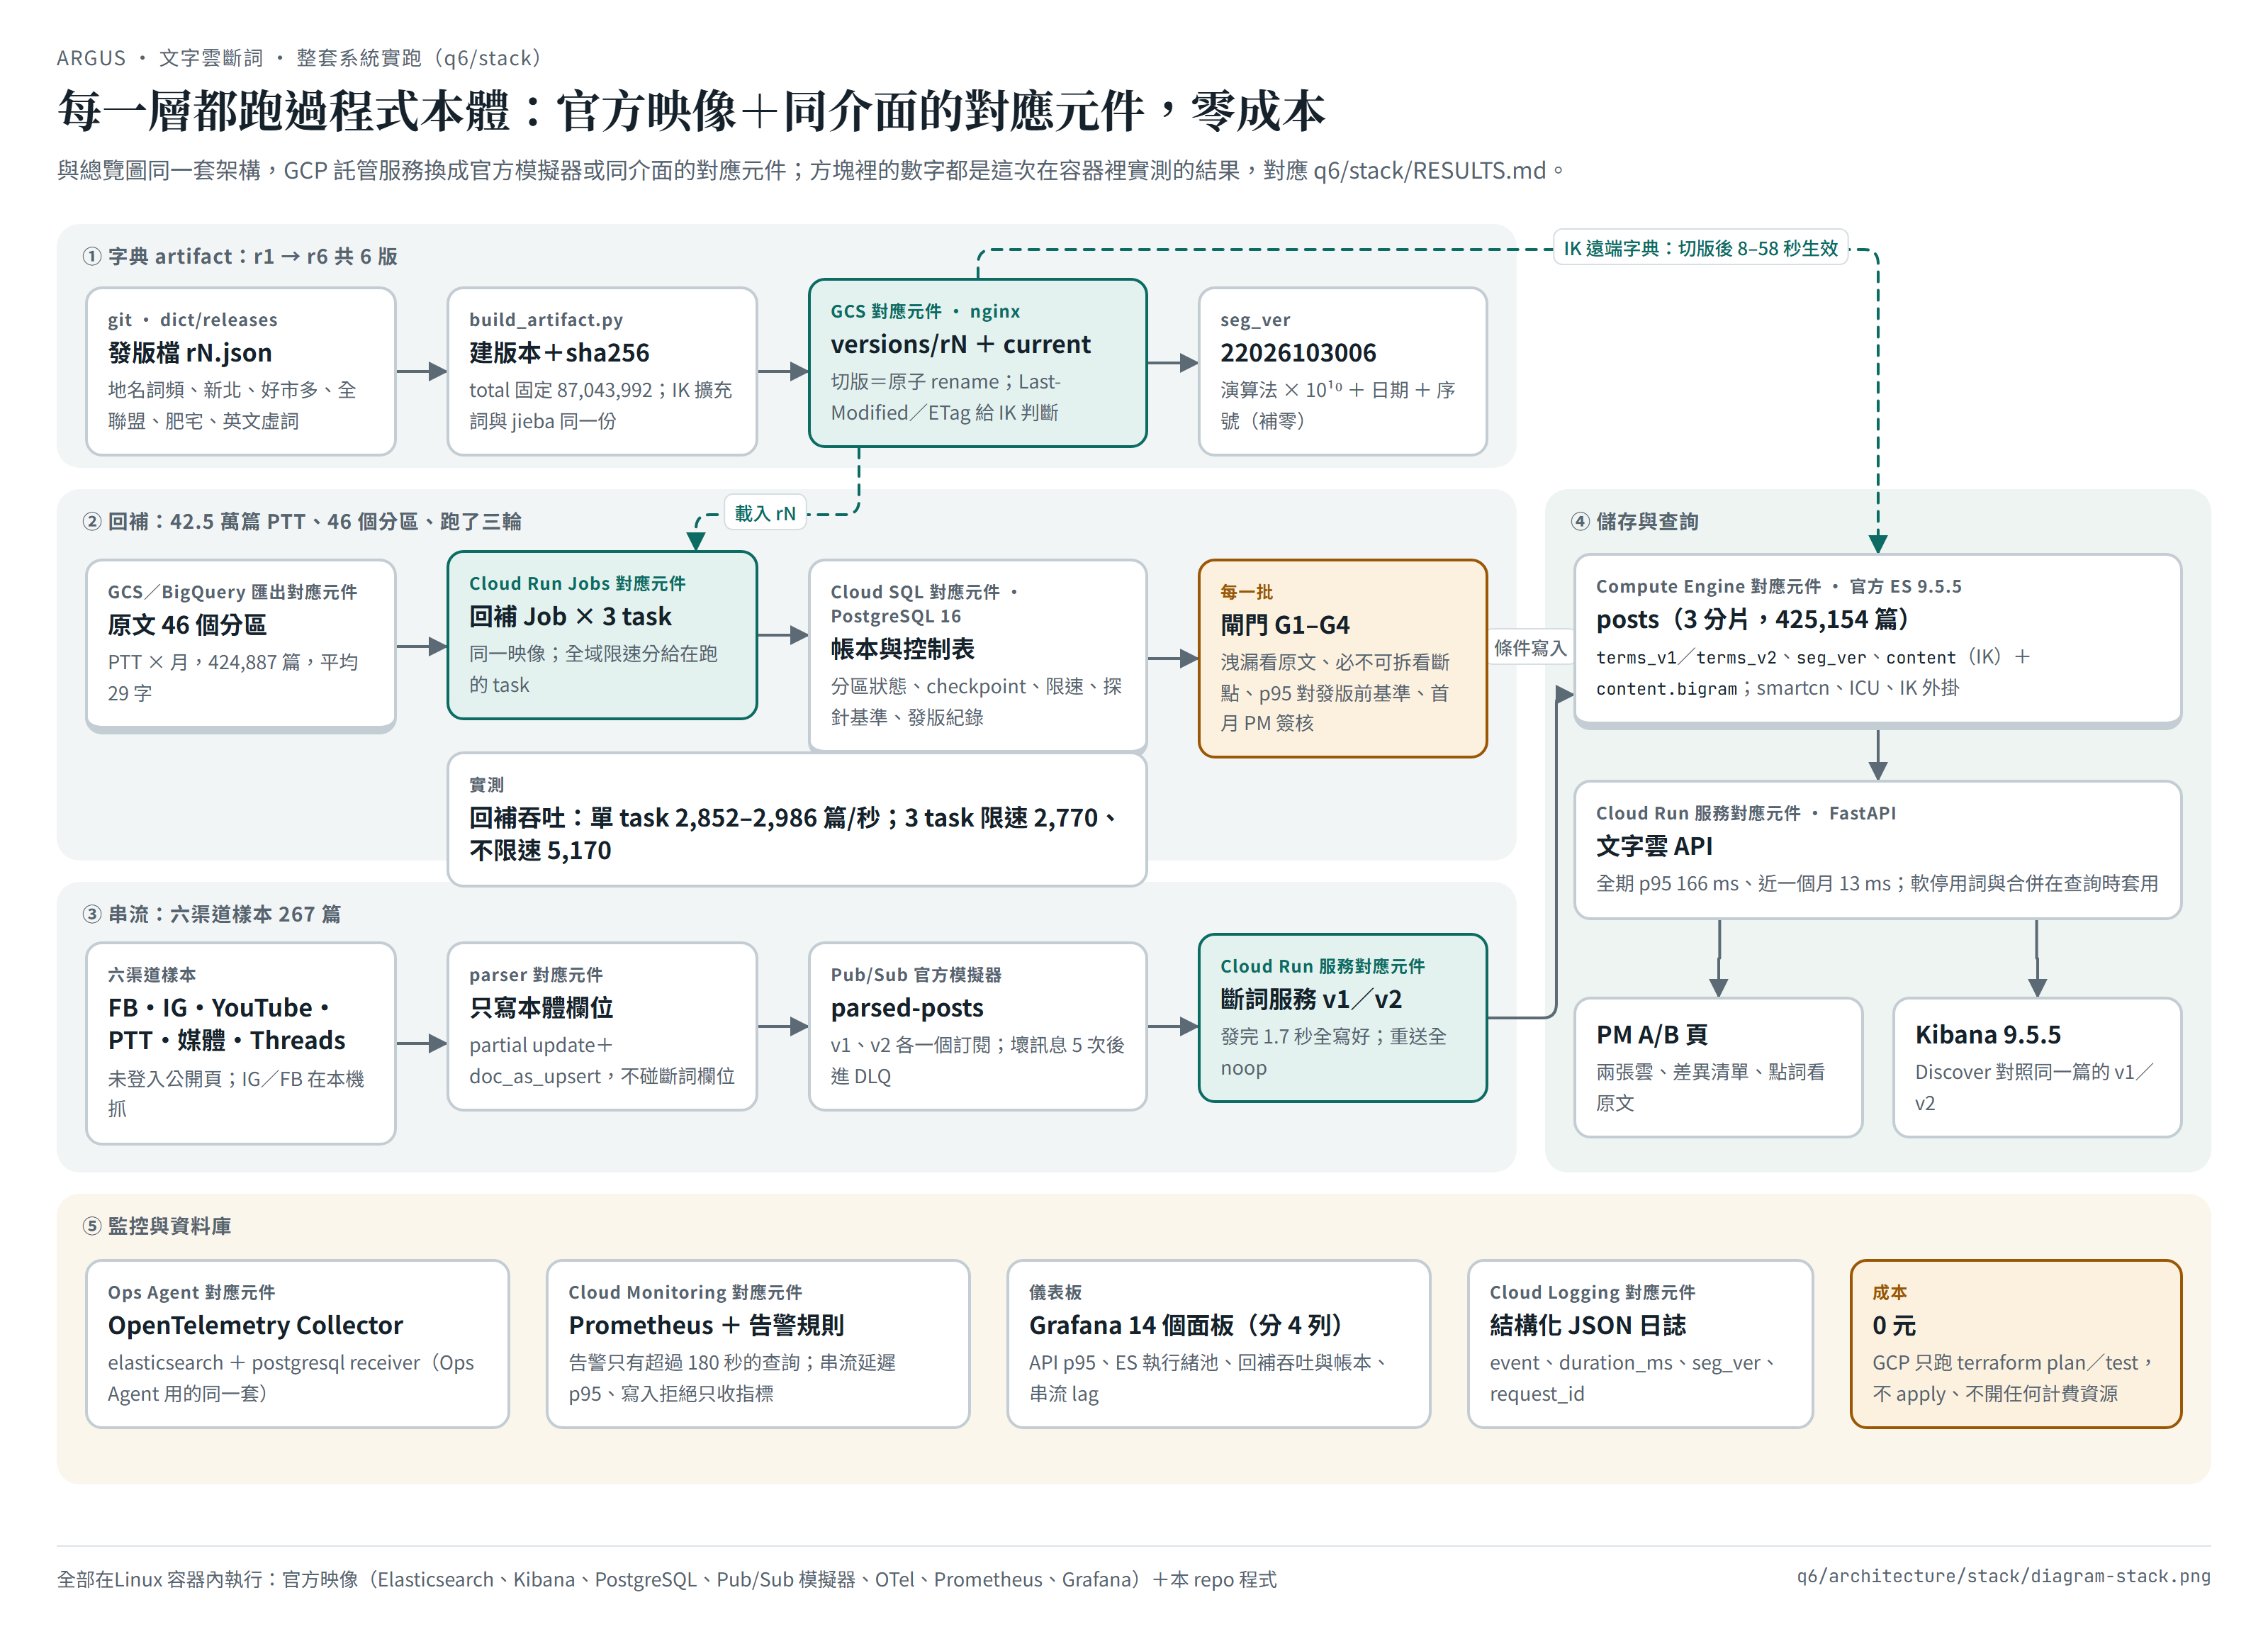 ARGUS · 文字雲斷詞 · 整套系統實跑（q6/stack）
每一層都跑過程式本體：官方映像＋同介面的對應元件，零成本
與總覽圖同一套架構，GCP 託管服務換成官方模擬器或同介面的對應元件；方塊裡的數字都是這次在容器裡實測的結果，對應 q6/stack/RESULTS.md。
① 字典 artifact：r1 → r6 共 6 版
IK 遠端字典：切版後 8–58 秒生效
git · dict/releases
發版檔 rN.json
地名詞頻、新北、好市多、全
聯盟、肥宅、英文虛詞
build_artifact.py
建版本＋sha256
total 固定 87,043,992；IK 擴充
詞與 jieba 同一份
GCS 對應元件 · nginx
versions/rN ＋ current
切版＝原子 rename；Last-
Modified／ETag 給 IK 判斷
seg_ver
22026103006
演算法 × 10¹⁰ ＋ 日期 ＋ 序
號（補零）
② 回補：42.5 萬篇 PTT、46 個分區、跑了三輪
載入 rN
GCS／BigQuery 匯出對應元件
原文 46 個分區
PTT × 月，424,887 篇，平均
29 字
Cloud Run Jobs 對應元件
回補 Job × 3 task
同一映像；全域限速分給在跑
的 task
Cloud SQL 對應元件 ·
PostgreSQL 16
帳本與控制表
分區狀態、checkpoint、限速、探
針基準、發版紀錄
每一批
閘門 G1–G4
洩漏看原文、必不可拆看斷
點、p95 對發版前基準、首
月 PM 簽核
條件寫入
實測
回補吞吐：單 task 2,852–2,986 篇/秒；3 task 限速 2,770、
不限速 5,170
③ 串流：六渠道樣本 267 篇
六渠道樣本
FB・IG・YouTube・
PTT・媒體・Threads
未登入公開頁；IG／FB 在本機
抓
parser 對應元件
只寫本體欄位
partial update＋
doc_as_upsert，不碰斷詞欄位
Pub/Sub 官方模擬器
parsed-posts
v1、v2 各一個訂閱；壞訊息 5 次後
進 DLQ
Cloud Run 服務對應元件
斷詞服務 v1／v2
發完 1.7 秒全寫好；重送全
noop
④ 儲存與查詢
Compute Engine 對應元件 · 官方 ES 9.5.5
posts（3 分片，425,154 篇）
terms_v1／terms_v2、seg_ver、content（IK）＋
content.bigram；smartcn、ICU、IK 外掛
Cloud Run 服務對應元件 · FastAPI
文字雲 API
全期 p95 166 ms、近一個月 13 ms；軟停用詞與合併在查詢時套用
PM A/B 頁
兩張雲、差異清單、點詞看
原文
Kibana 9.5.5
Discover 對照同一篇的 v1／
v2
⑤ 監控與資料庫
Ops Agent 對應元件
OpenTelemetry Collector
elasticsearch ＋ postgresql receiver（Ops
Agent 用的同一套）
Cloud Monitoring 對應元件
Prometheus ＋ 告警規則
告警只有超過 180 秒的查詢；串流延遲
p95、寫入拒絕只收指標
儀表板
Grafana 14 個面板（分 4 列）
API p95、ES 執行緒池、回補吞吐與帳本、
串流 lag
Cloud Logging 對應元件
結構化 JSON 日誌
event、duration_ms、seg_ver、
request_id
成本
0 元
GCP 只跑 terraform plan／test，
不 apply、不開任何計費資源
全部在Linux 容器內執行：官方映像（Elasticsearch、Kibana、PostgreSQL、Pub/Sub 模擬器、OTel、Prometheus、Grafana）＋本 repo 程式
q6/architecture/stack/diagram-stack.png